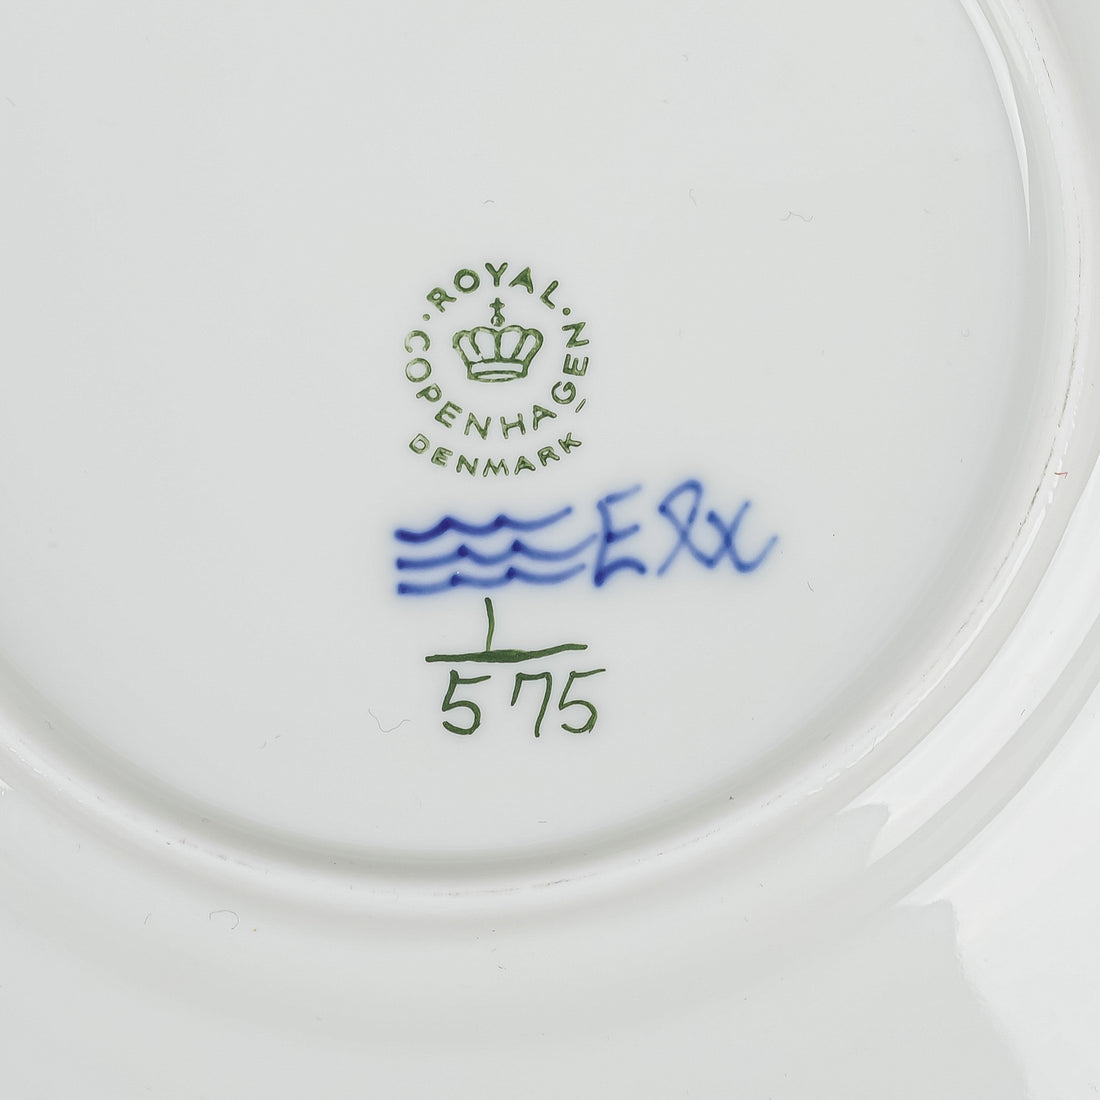 ROYAL
COPENHAGEN
DENMARK
1
575